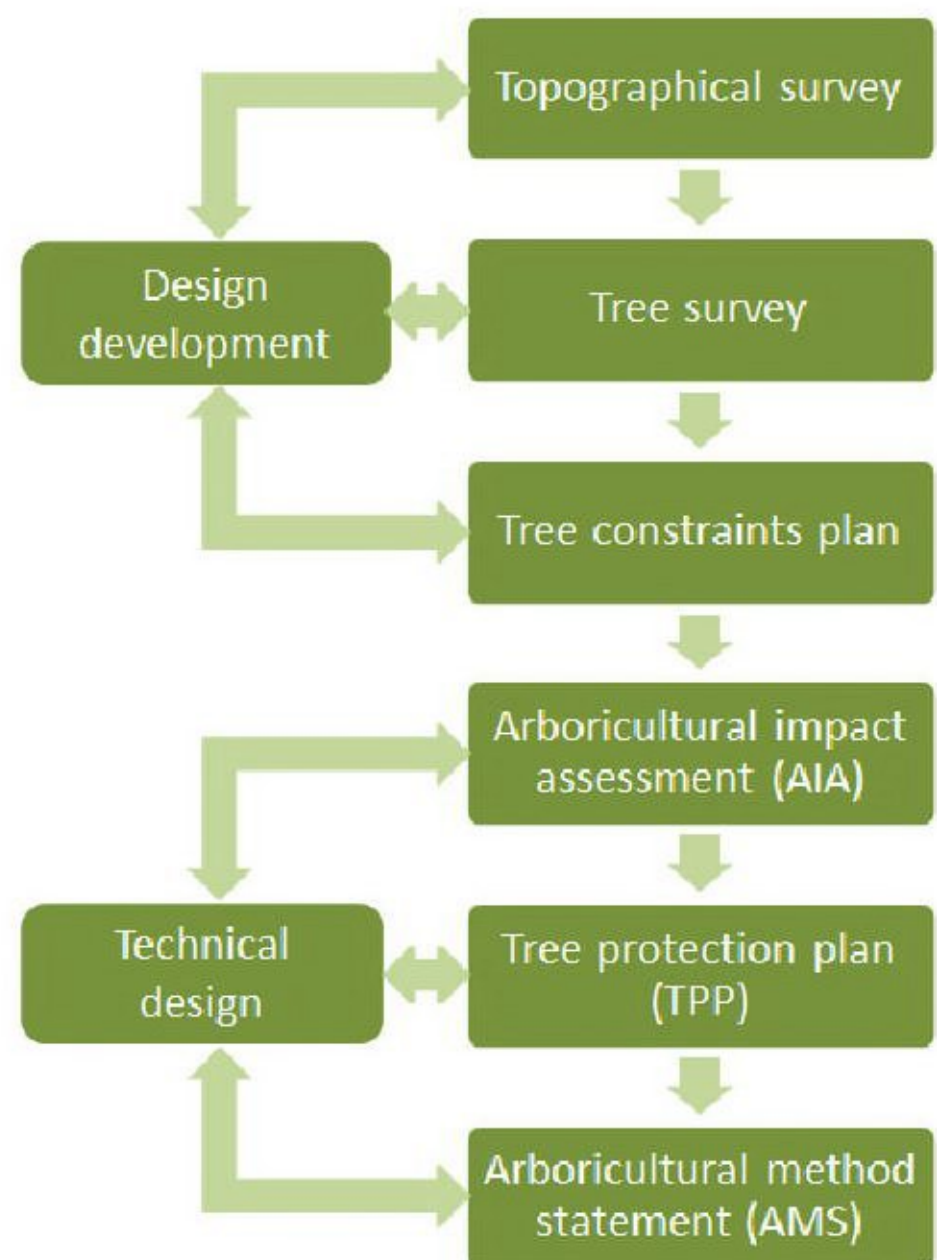 Topographical survey
Design
development
Tree survey
Tree constraints plan
Arboricultural impact
assessment (AIA)
Technical
design
Tree protection plan
(TPP)
Arboricultural method
statement (AMS)